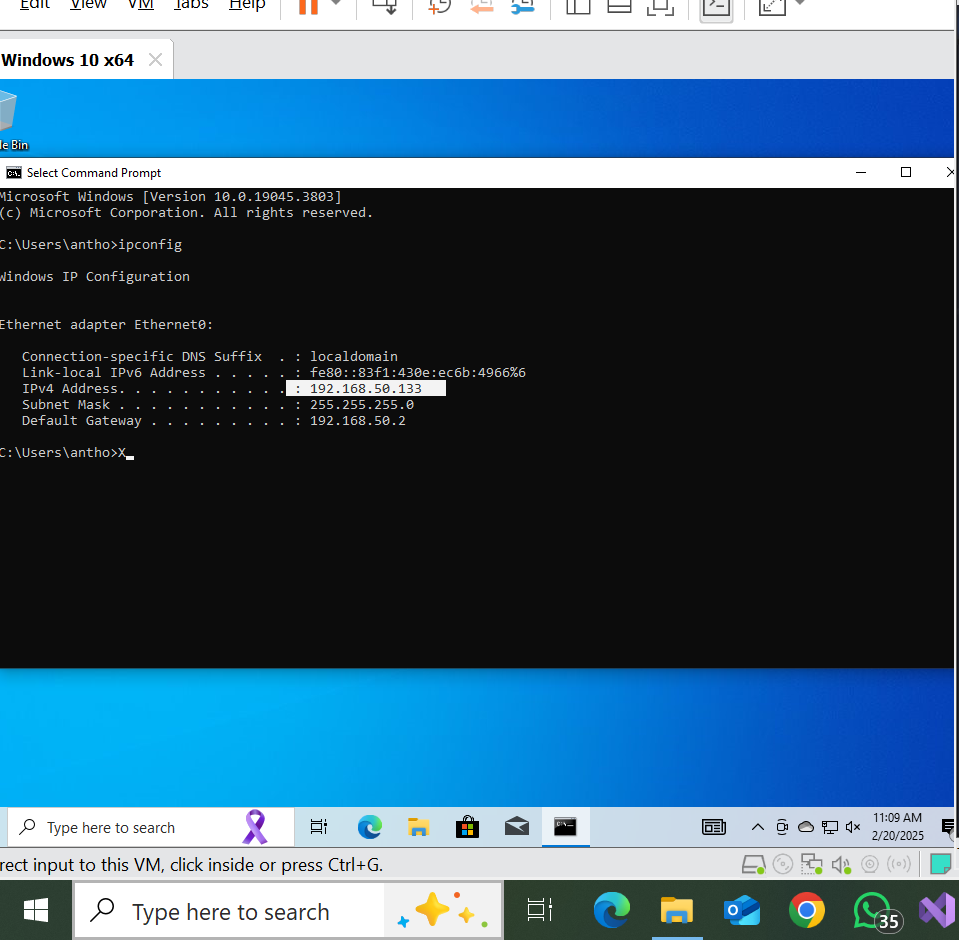 Edit View VM Tabs Help
Windows 10 x64
le Bin
C:\. Select Command Prompt
Microsoft Windows [Version 10.0.19045.3803]
(c) Microsoft Corporation. All rights reserved.
C:\Users\antho>ipconfig
Windows IP Configuration
Ethernet adapter Ethernet0:
Connection-specific DNS Suffix  . : localdomain
Link-local IPv6 Address . . . . . : fe80::83f1:430e:ec6b:4966%6
IPv4 Address. . . . . . . . . . . : 192.168.50.133
Subnet Mask . . . . . . . . . . . : 255.255.255.0
Default Gateway . . . . . . . . . : 192.168.50.2
C:\Users\antho>X
Type here to search
11:09 AM
2/20/2025
rect input to this VM, click inside or press Ctrl+G.
Type here to search
35